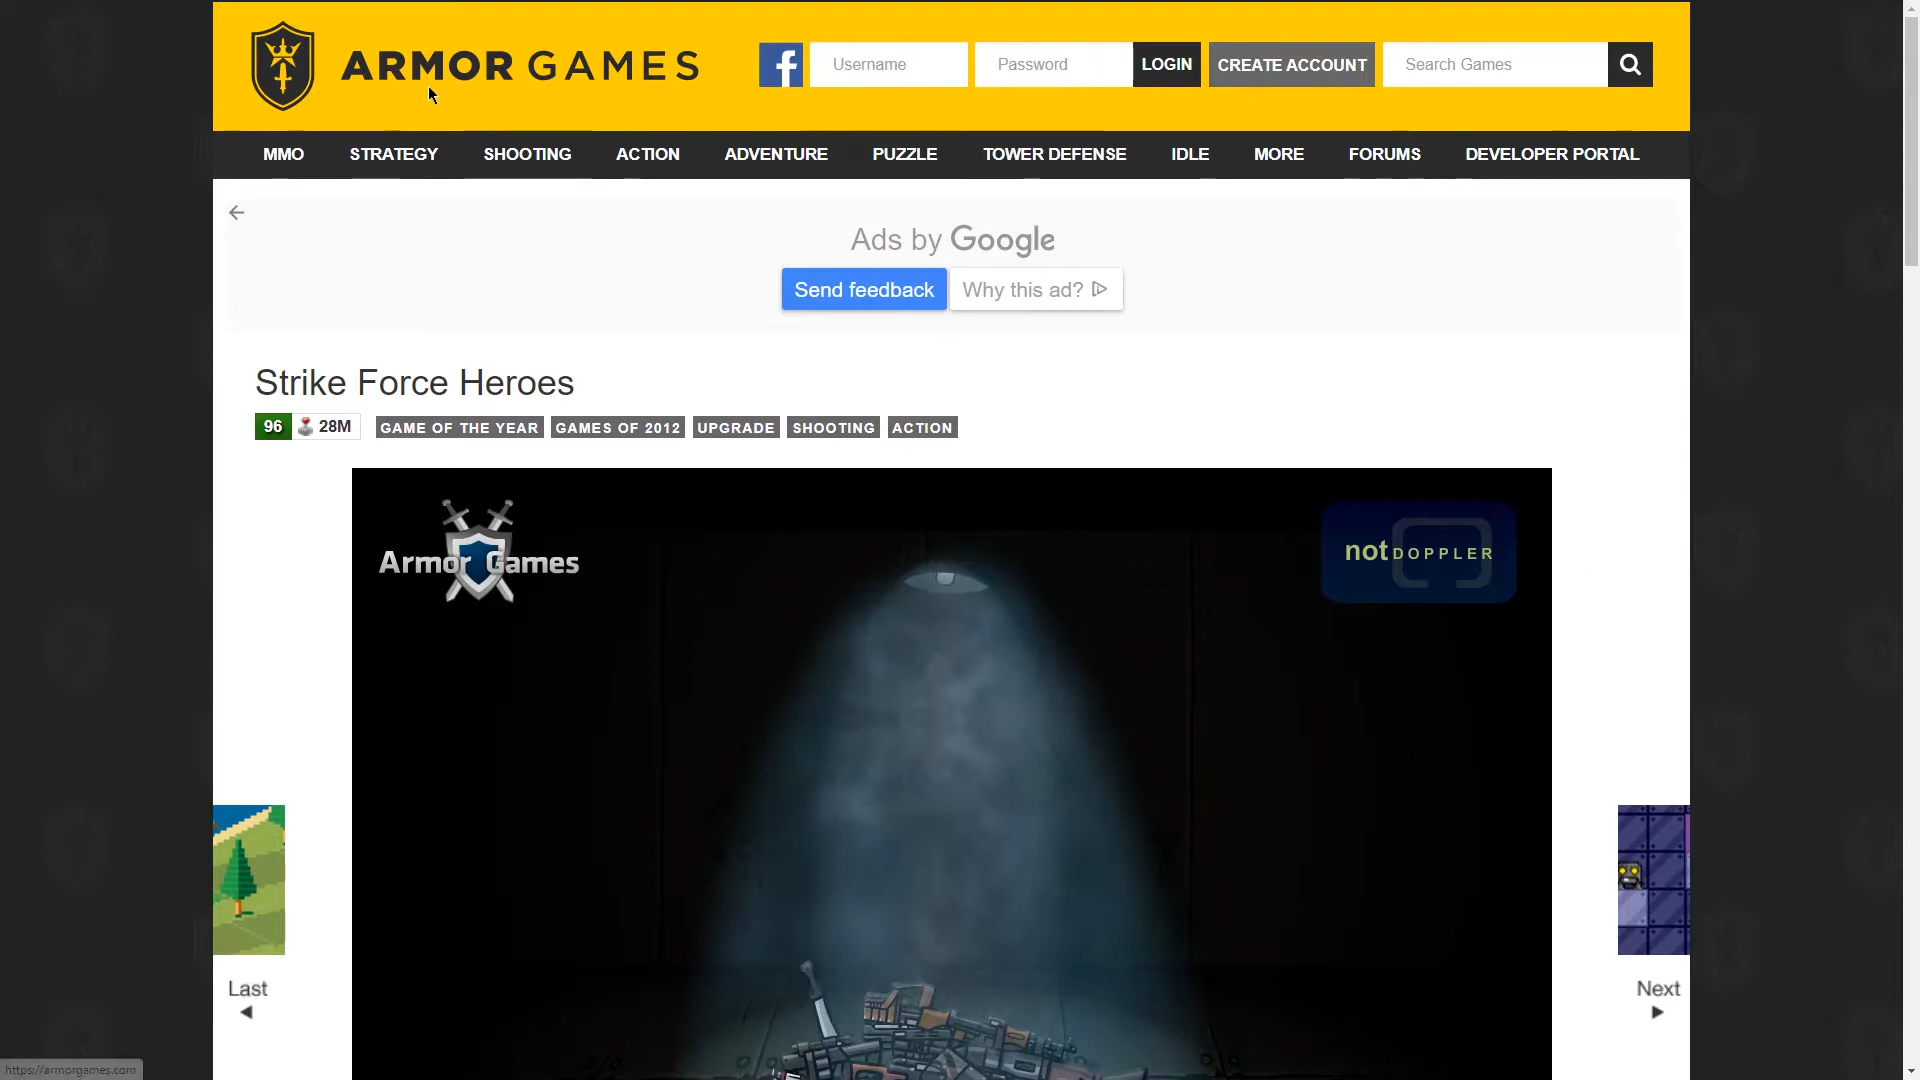 ARMOR GAMES
Username
Password
LOGIN
CREATE ACCOUNT
Search Games
MMO
STRATEGY
SHOOTING
ACTION
ADVENTURE
PUZZLE
TOWER DEFENSE
IDLE
MORE
FORUMS
DEVELOPER PORTAL
Ads by Google
Send feedback
Why this ad?
Strike Force Heroes
96
28M
GAME OF THE YEAR
GAMES OF 2012
UPGRADE
SHOOTING
ACTION
Armor Games
notDOPPLER
Last
Next
https://armorgames.com